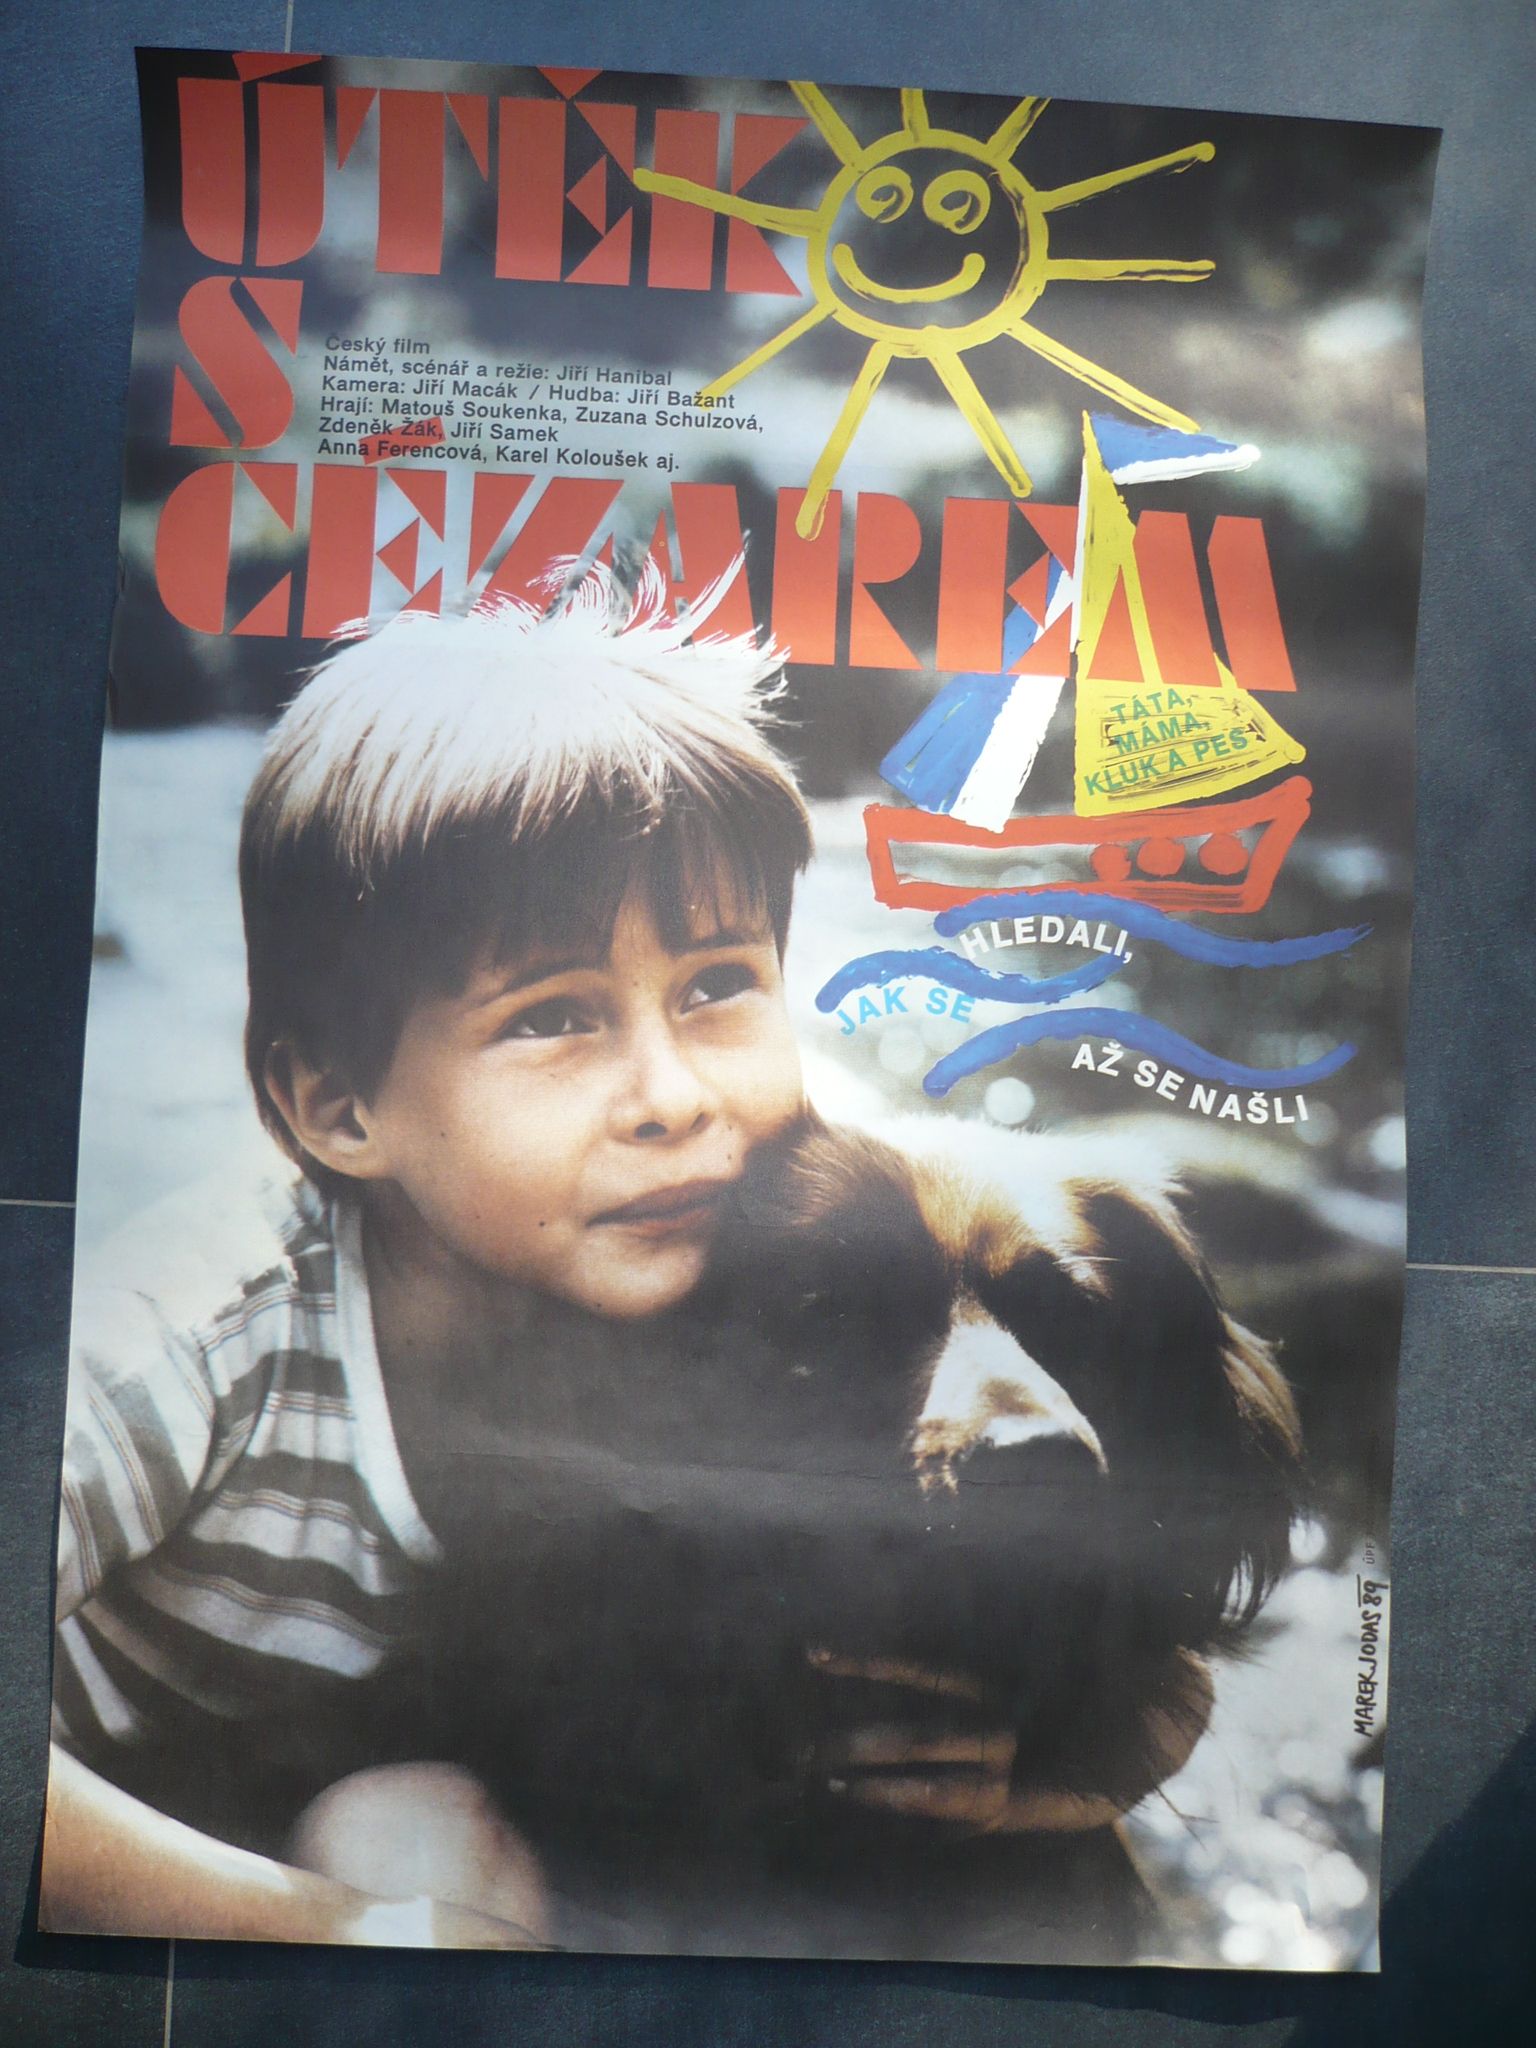 ÚTĚK
S
CÉZAREM
Český film
Námět, scénář a režie: Jiří Hanibal
Kamera: Jiří Macák / Hudba: Jiří Bažant
Hrají: Matouš Soukenka, Zuzana Schulzová,
Zdeněk Žák, Jiří Samek
Anna Ferencová, Karel Koloušek aj.
TÁTA,
MÁMA,
KLUK A PES
HLEDALI,
JAK SE
AŽ SE NAŠLI
MAREK JODAS 89
ÚPF